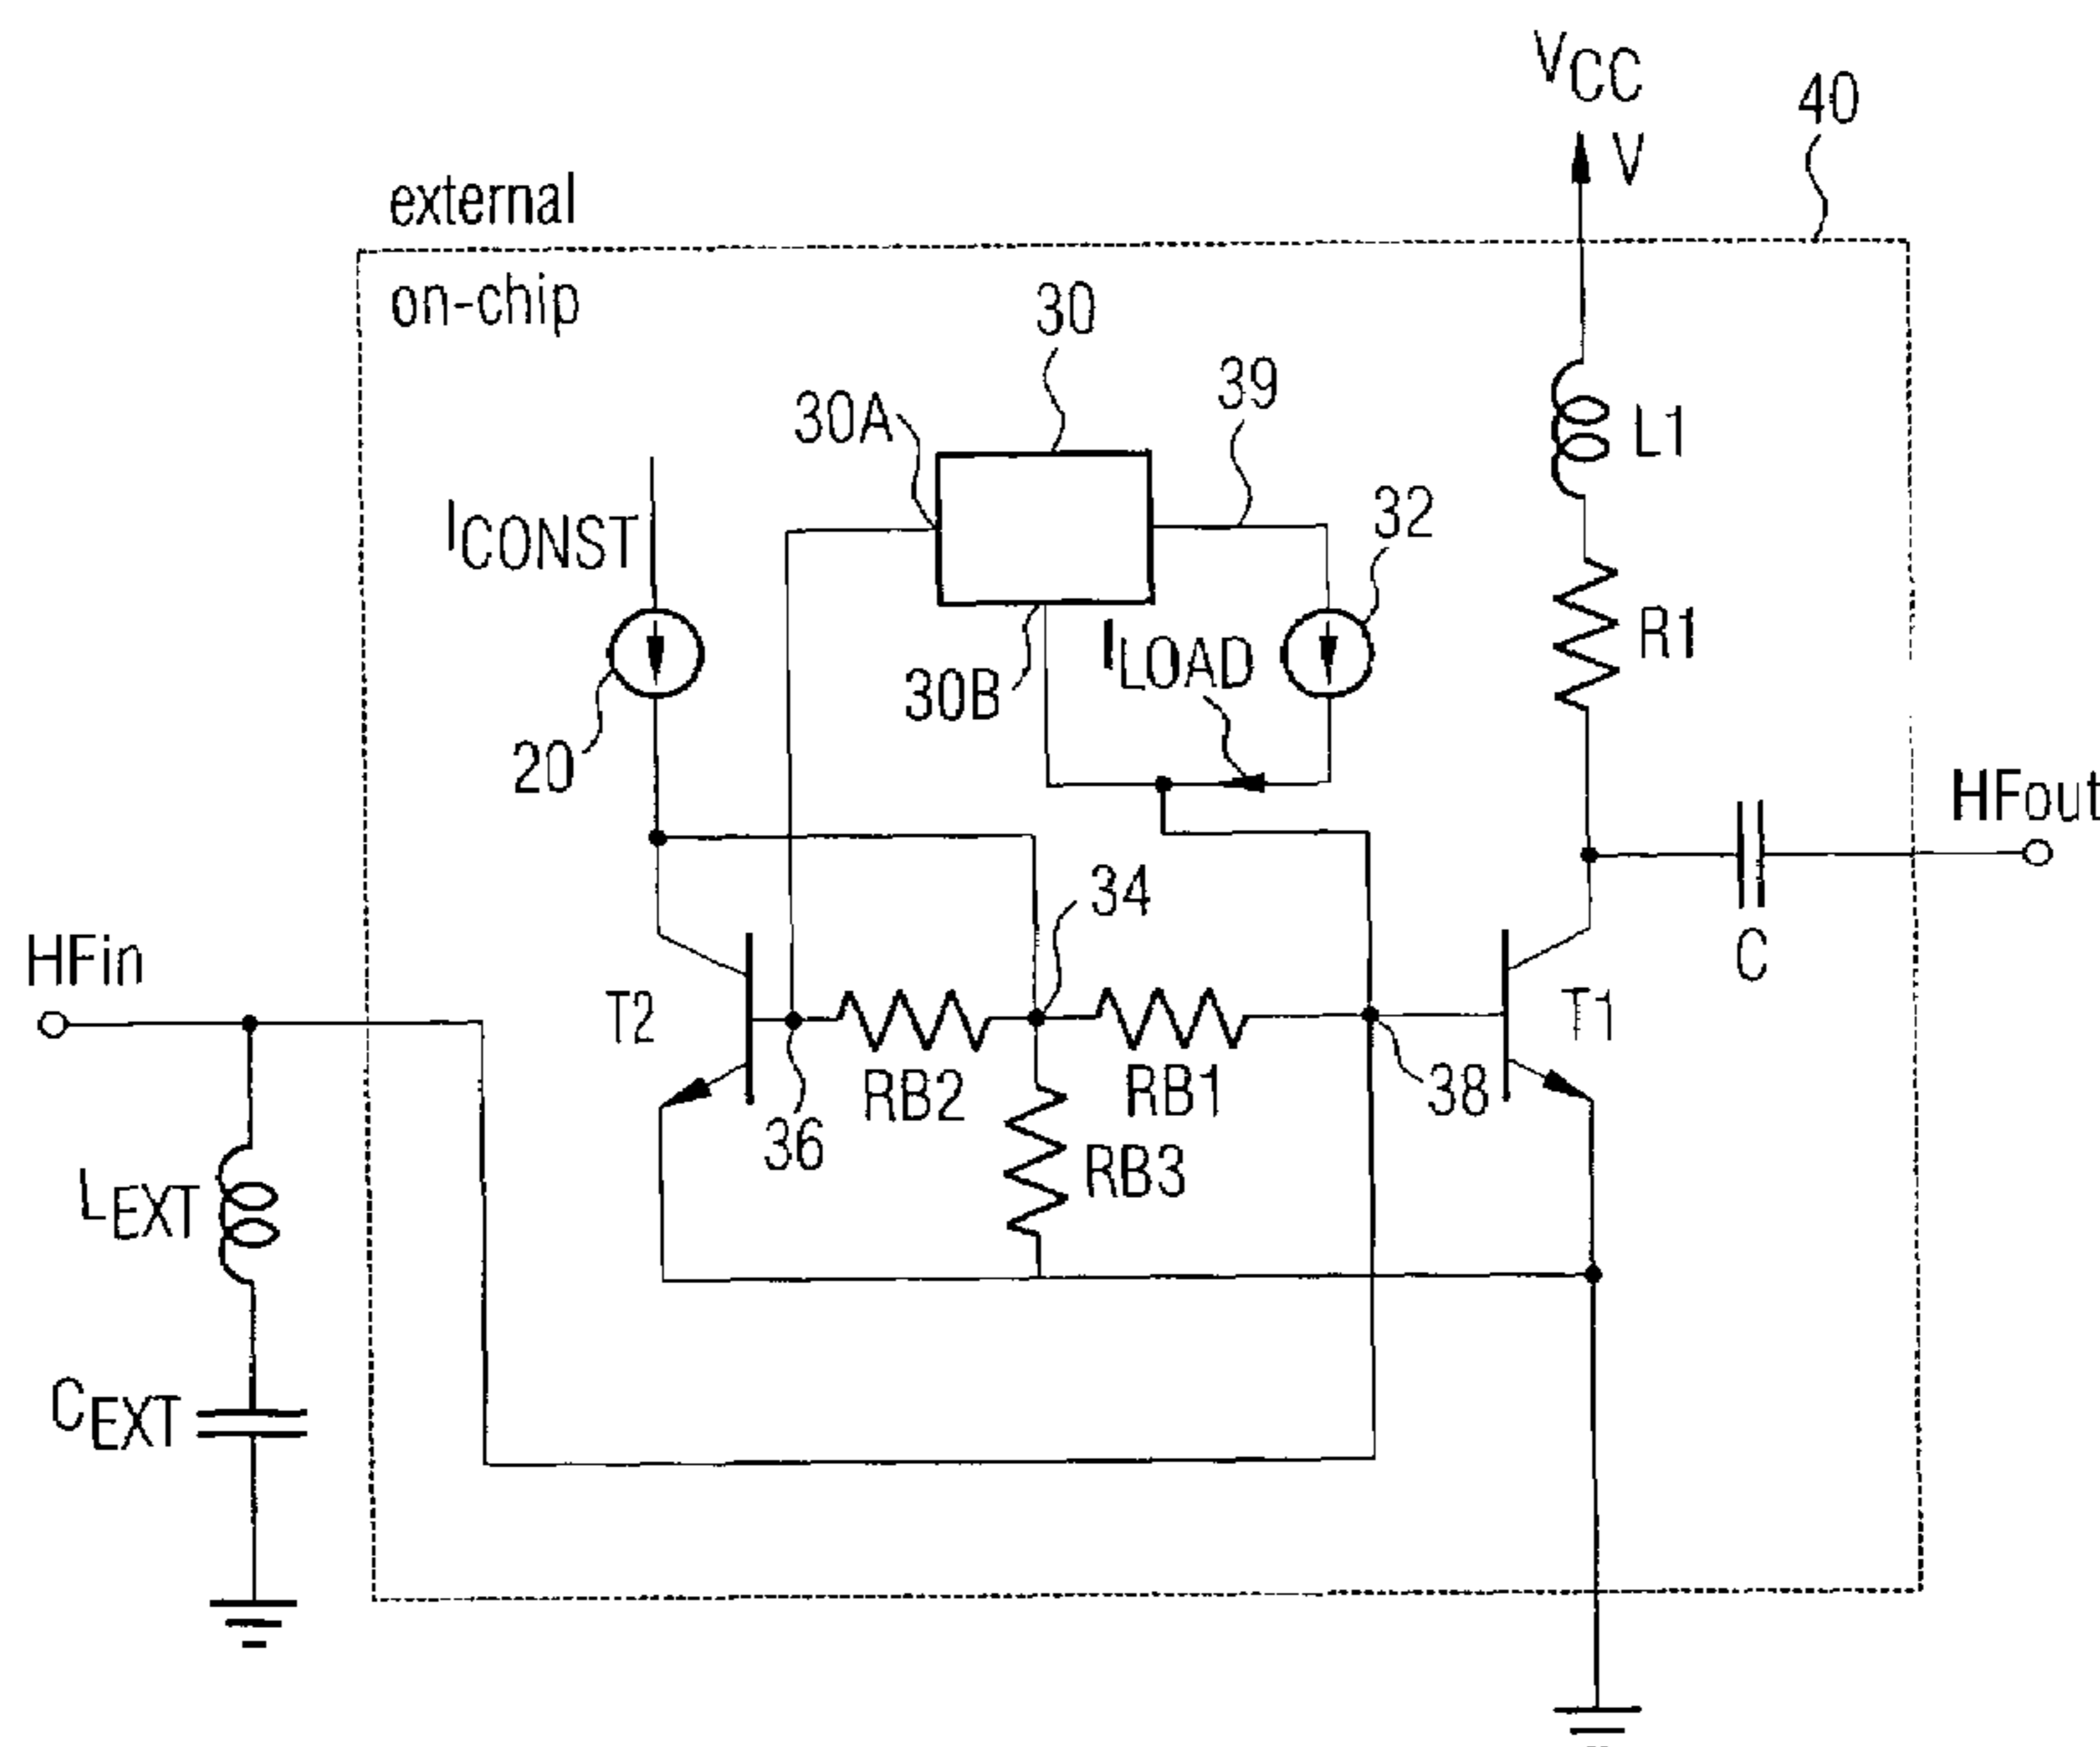 VCC
V
40
external
on-chip
30
39
30A
32
ICONST
L1
R1
30B
ILOAD
20
HFout
34
C
HFin
T2
T1
RB2
RB1
38
36
RB3
LEXT
CEXT